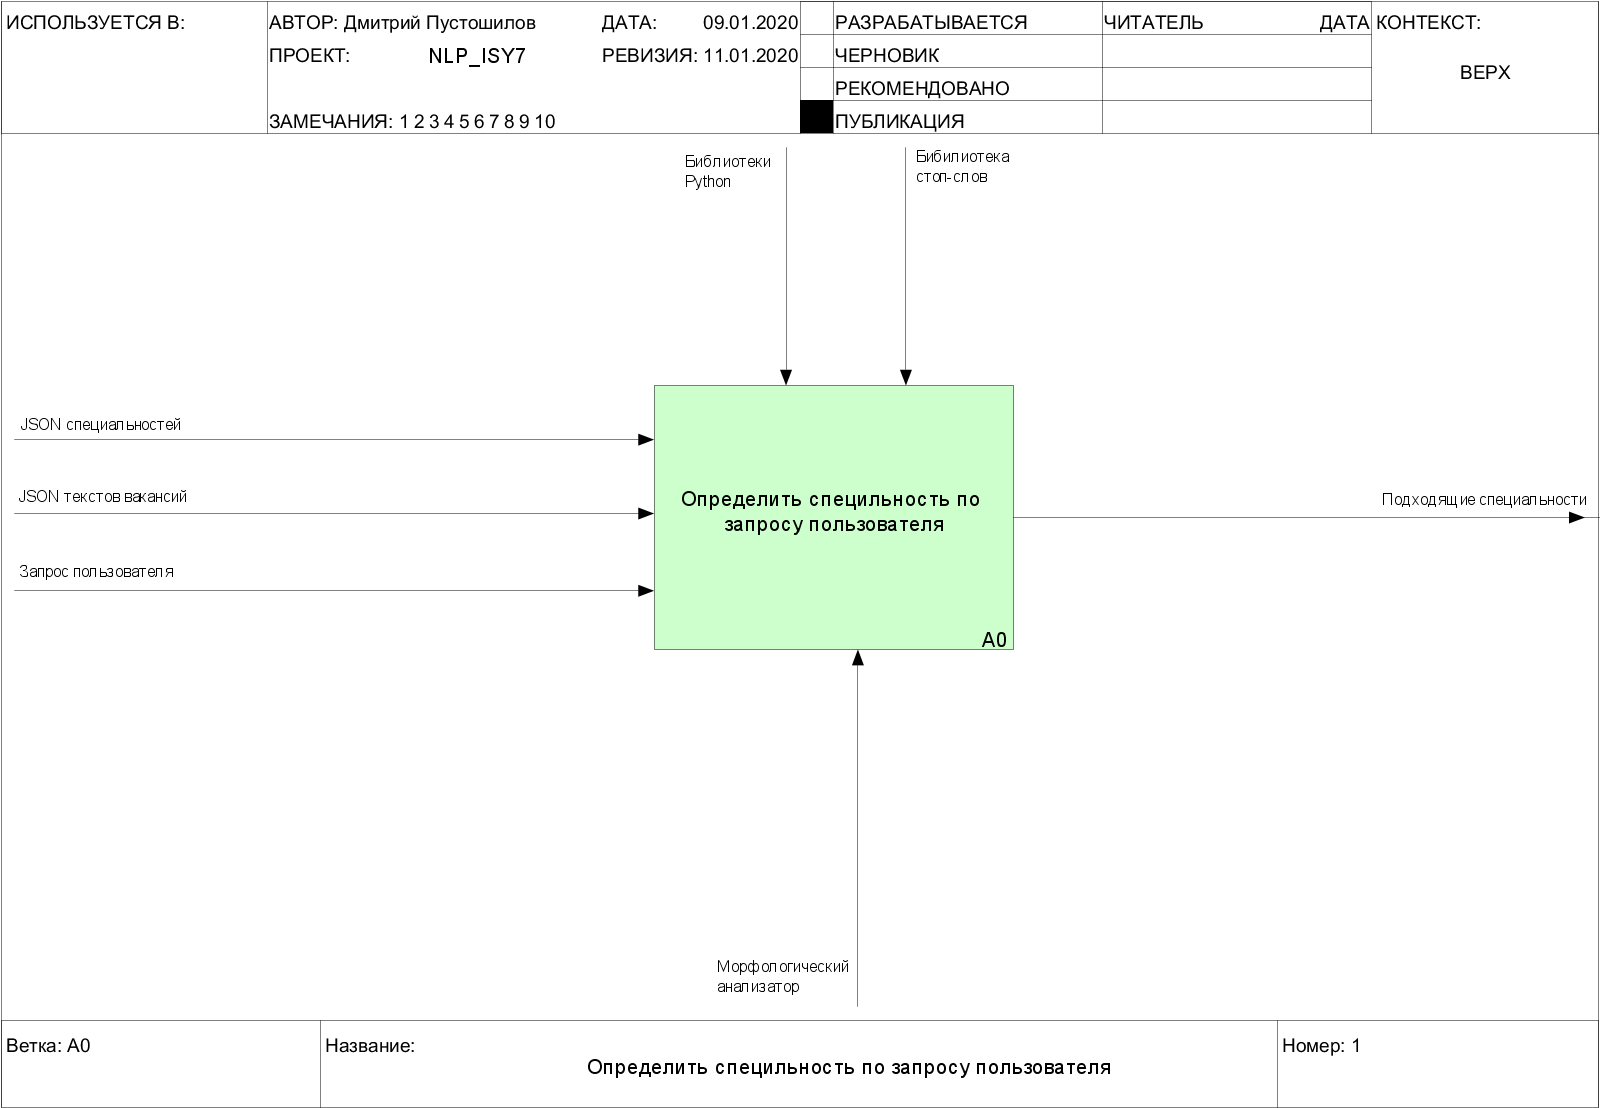 ИСПОЛЬЗУЕТСЯ В:
АВТОР: Дмитрий Пустошилов
ДАТА: 09.01.2020
ПРОЕКТ: NLP_ISY7
РЕВИЗИЯ: 11.01.2020
ЗАМЕЧАНИЯ: 1 2 3 4 5 6 7 8 9 10
РАЗРАБАТЫВАЕТСЯ
ЧЕРНОВИК
РЕКОМЕНДОВАНО
ПУБЛИКАЦИЯ
ЧИТАТЕЛЬ
ДАТА
КОНТЕКСТ:
ВЕРХ
Библиотеки
Python
Бибилиотека
стоп-слов
JSON специальностей
JSON текстов вакансий
Запрос пользователя
Определить специльность по
запросу пользователя
A0
Подходящие специальности
Морфологический
анализатор
Ветка: A0
Название:
Определить специльность по запросу пользователя
Номер: 1